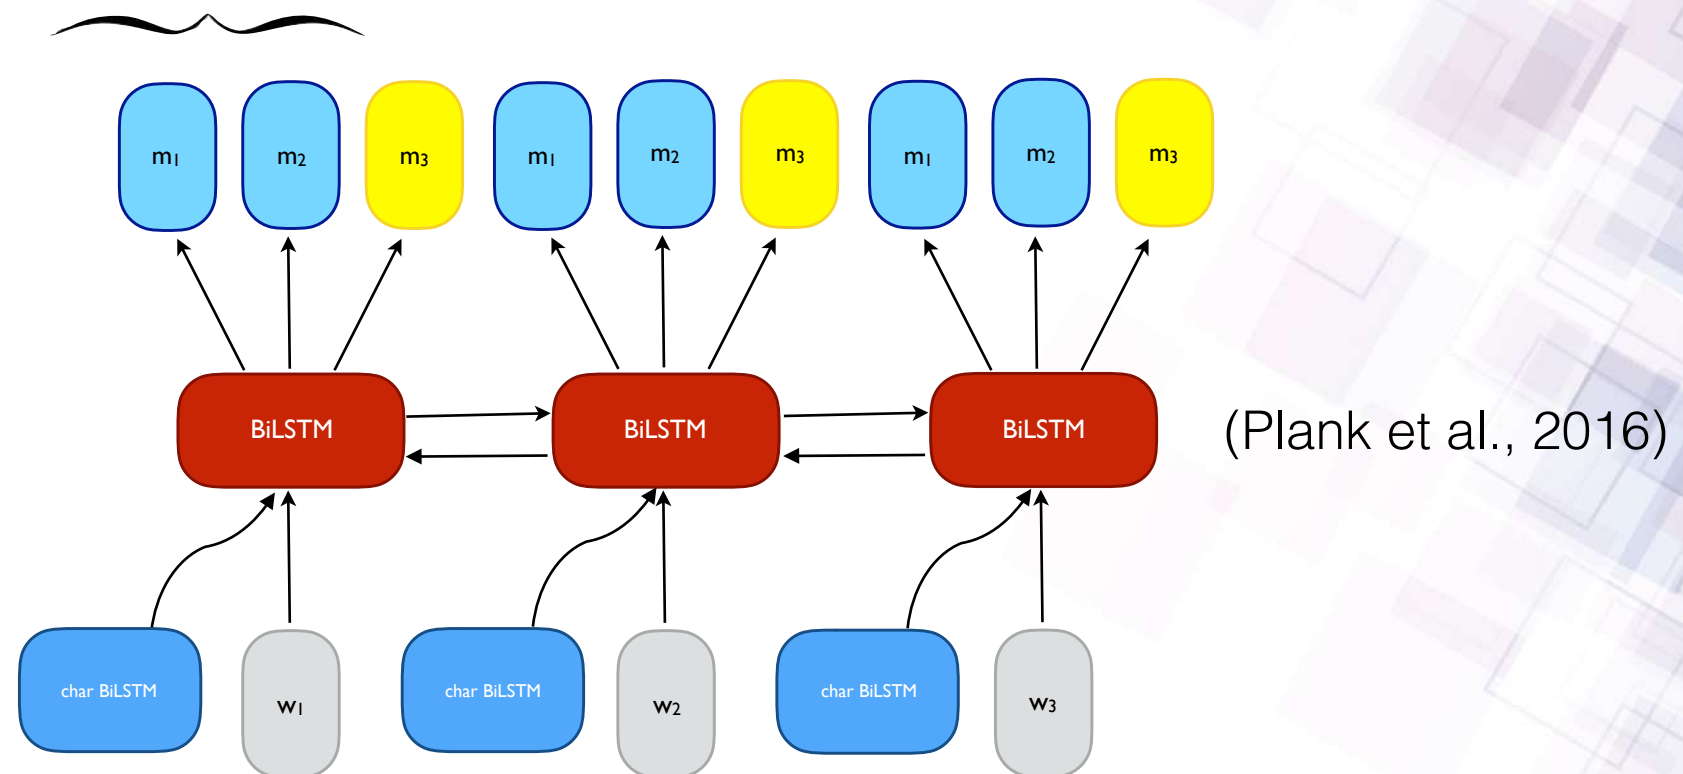 m₁ m₂ m₃ m₁ m₂ m₃ m₁ m₂ m₃
BiLSTM BiLSTM BiLSTM (Plank et al., 2016)
char BiLSTM w₁ char BiLSTM w₂ char BiLSTM w₃